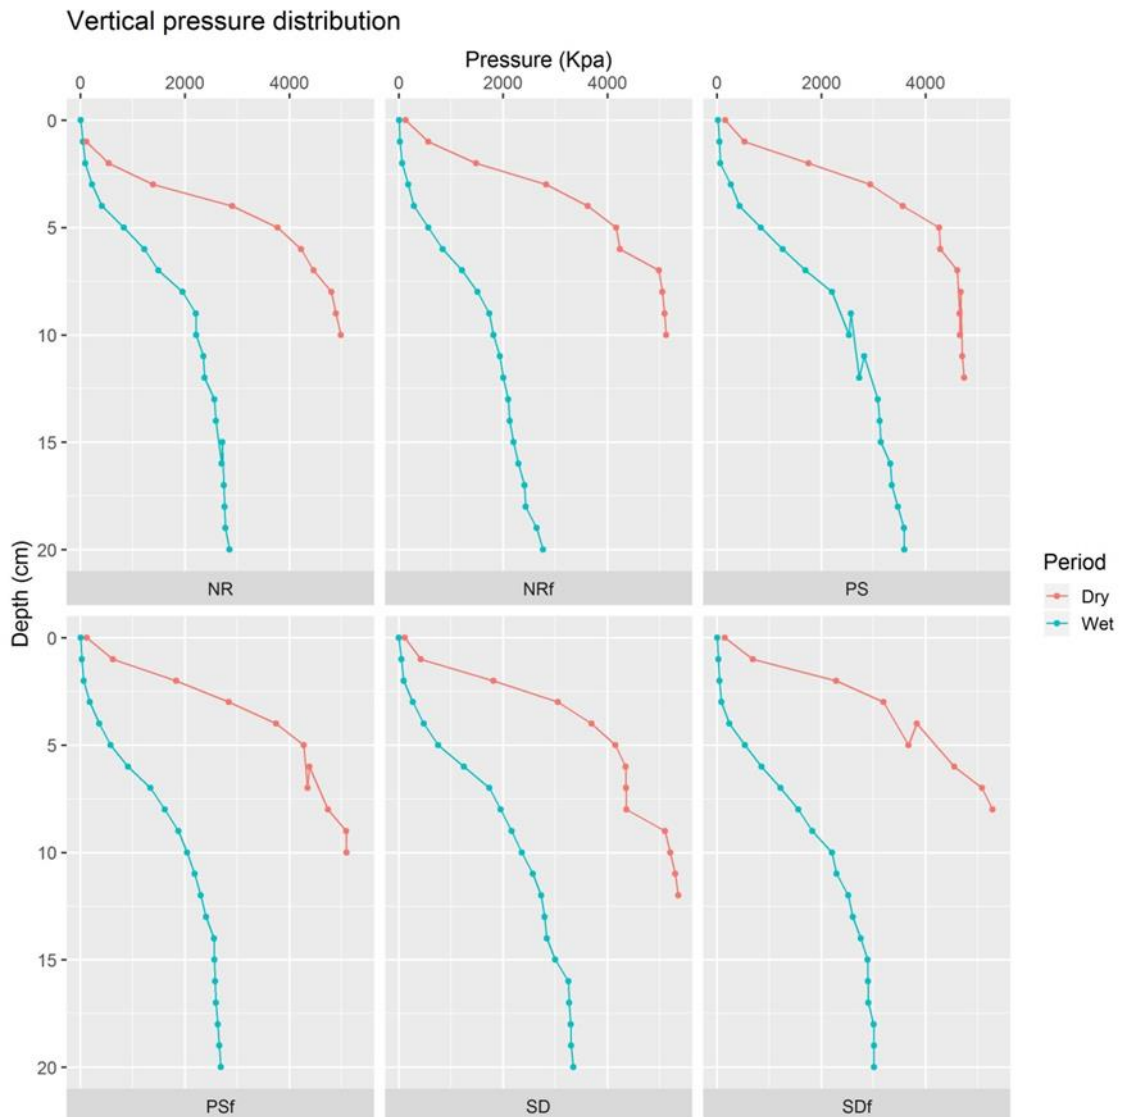 Vertical pressure distribution
Pressure (Kpa)
0 2000 4000 0 2000 4000 0 2000 4000
0
5
10
15
20
NR NRf PS
Depth (cm)
Period
Dry
Wet
0
5
10
15
20
PSf SD SDf